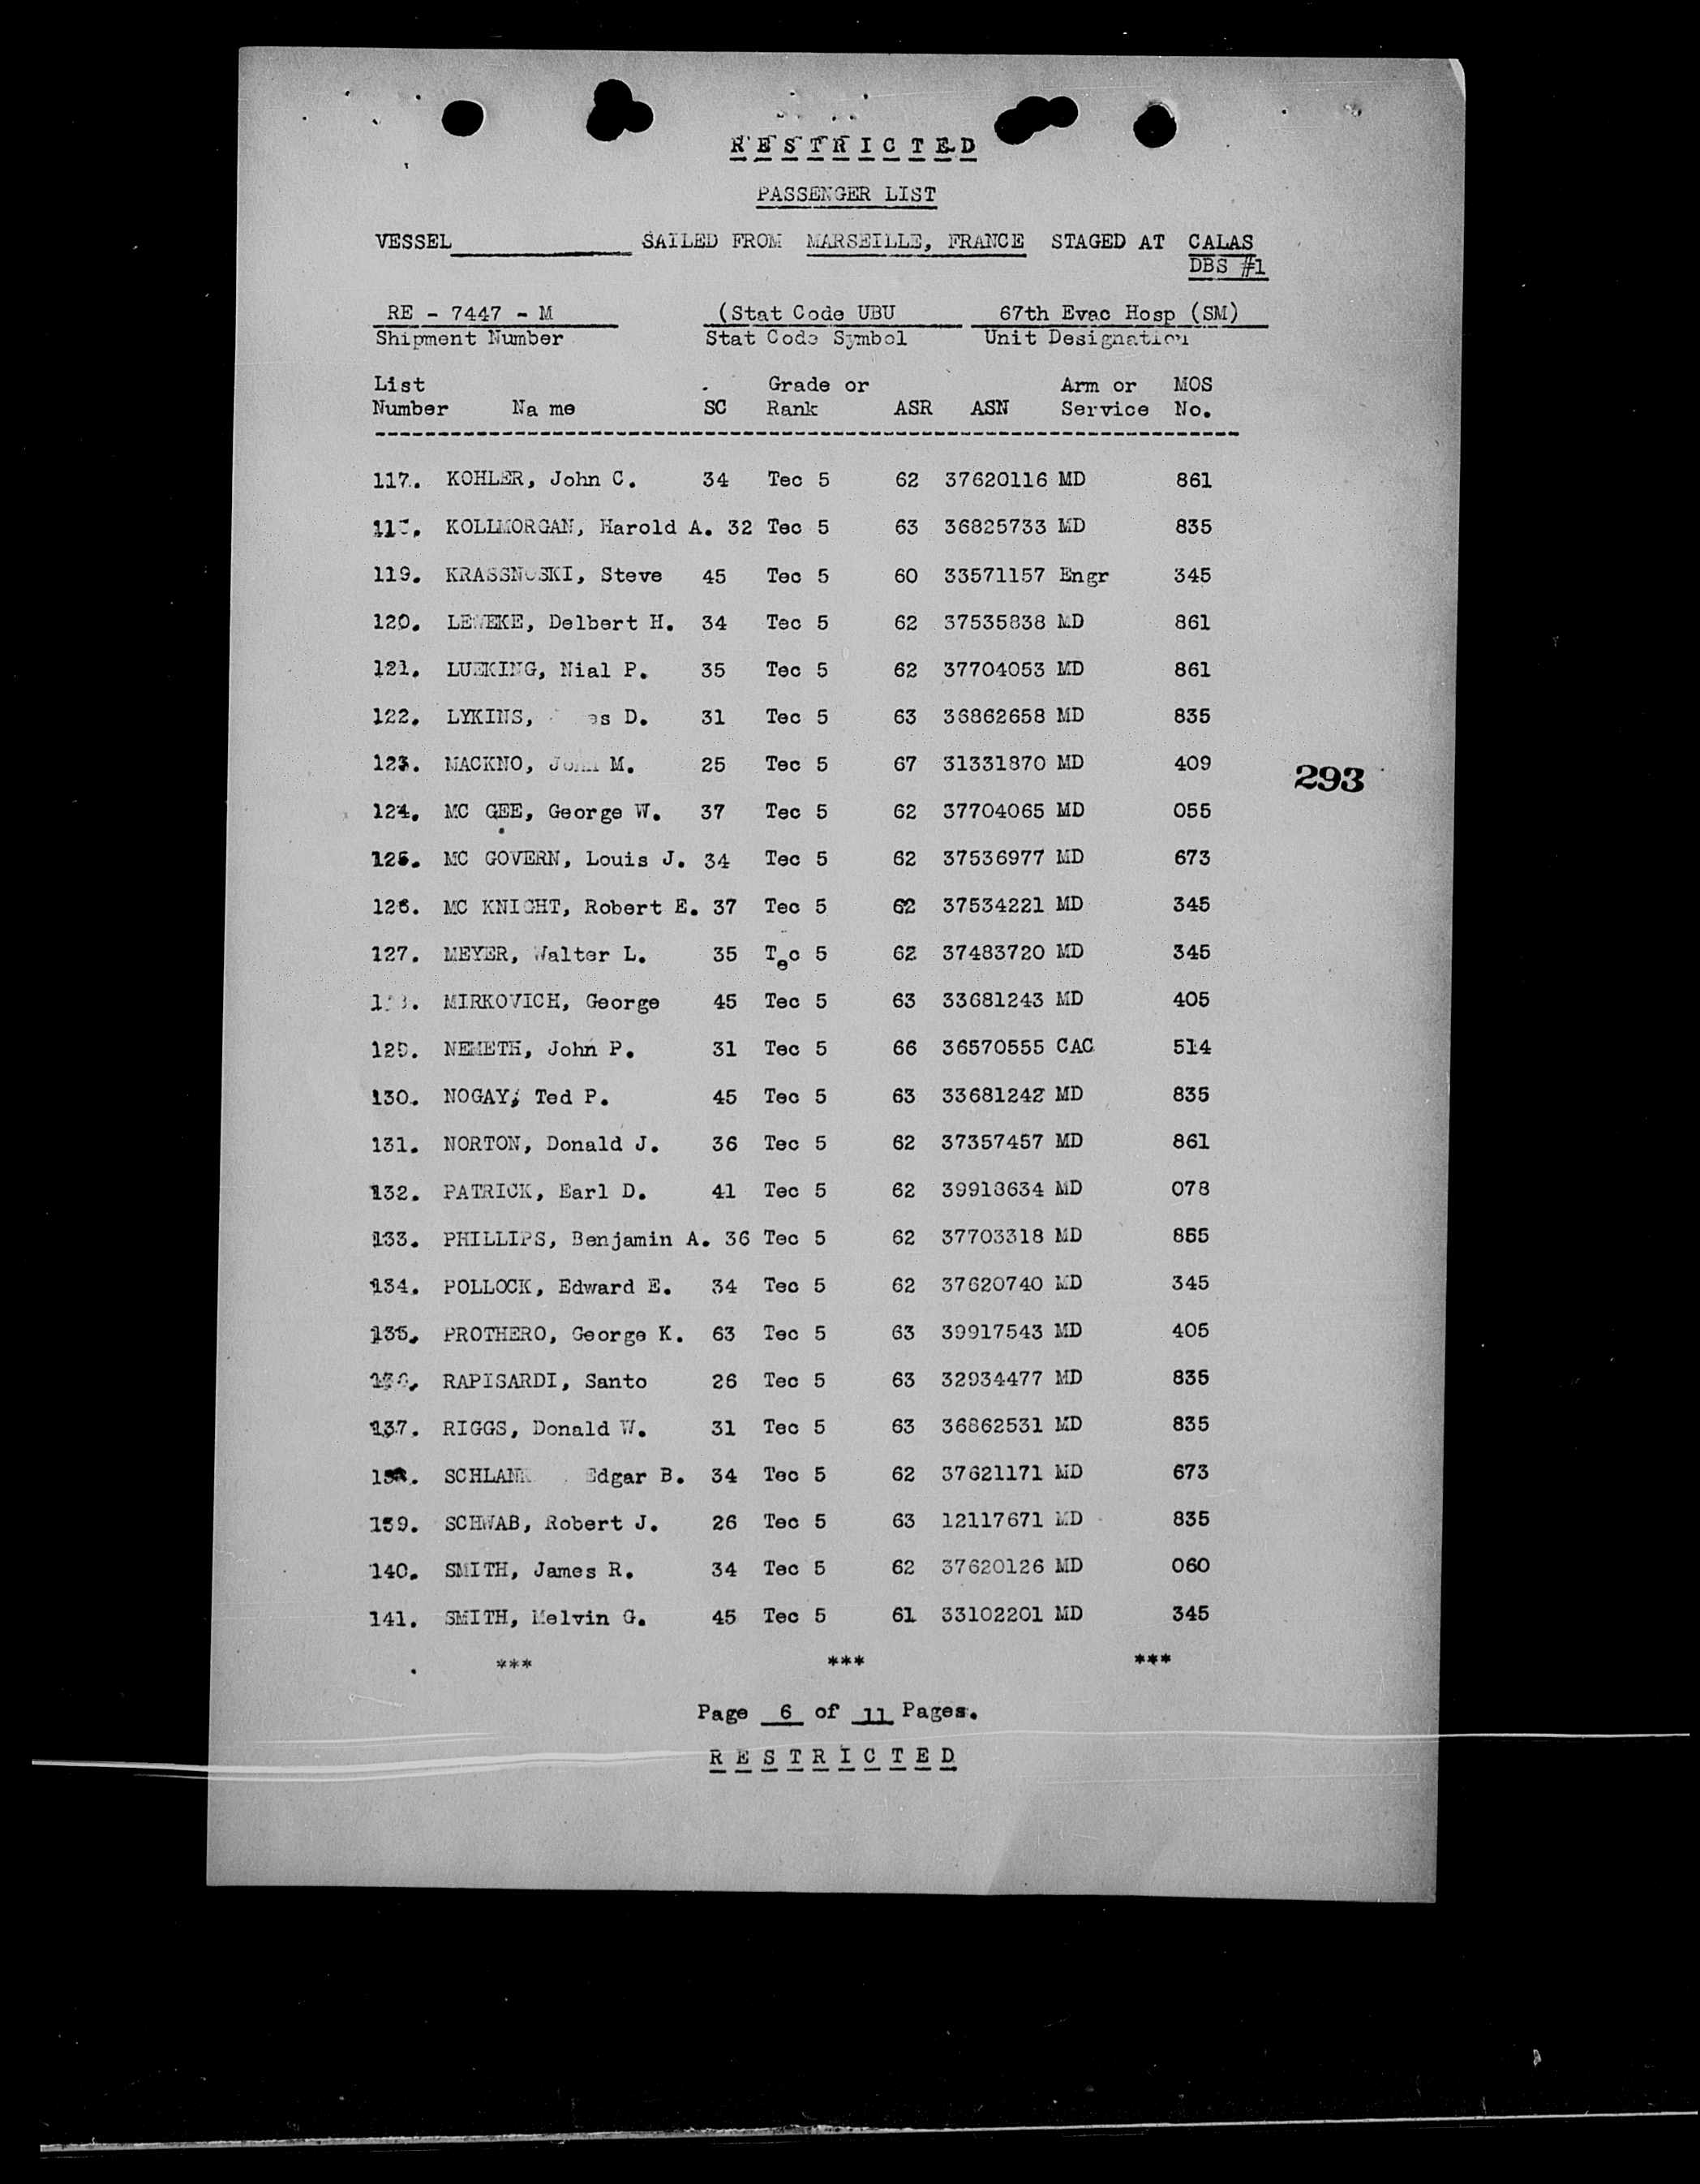 RESTRICTED
PASSENGER LIST
VESSEL SAILED FROM MARSEILLE, FRANCE STAGED AT CALAS
DBS #1
RE - 7447 - M (Stat Code UBU 67th Evac Hosp (SM)
Shipment Number Stat Code Symbol Unit Designation
List Grade or Arm or MOS
Number Na me SC Rank ASR ASN Service No.
117. KOHLER, John C. 34 Tec 5 62 37620116 MD 861
KOLLMORGAN, Harold A. 32 Tec 5 63 36825733 MD 835
119. KRASSNOSKI, Steve 45 Tec 5 60 33571157 Engr 345
120. LEWEKE, Delbert H. 34 Tec 5 62 37535838 MD 861
121. LUEKING, Nial P. 35 Tec 5 62 37704053 MD 861
122. LYKINS, D. 31 Tec 5 63 36862658 MD 835
123. MACKNO, John M. 25 Tec 5 67 31331870 MD 409
293
124. MC GEE, George W. 37 Tec 5 62 37704065 MD 055
125. MC GOVERN, Louis J. 34 Tec 5 62 37536977 MD 673
126. MC KNIGHT, Robert E. 37 Tec 5 62 37534221 MD 345
127. MEYER, Walter L. 35 Tec 5 62 37483720 MD 345
MIRKOVICH, George 45 Tec 5 63 33681243 MD 405
129. NEMETH, John P. 31 Tec 5 66 36570555 CAC 514
130. NOGAY, Ted P. 45 Tec 5 63 33681242 MD 835
131. NORTON, Donald J. 36 Tec 5 62 37357457 MD 861
132. PATRICK, Earl D. 41 Tec 5 62 39918634 MD 078
133. PHILLIPS, Benjamin A. 36 Tec 5 62 37703318 MD 855
134. POLLOCK, Edward E. 34 Tec 5 62 37620740 MD 345
135. PROTHERO, George K. 63 Tec 5 63 39917543 MD 405
RAPISARDI, Santo 26 Tec 5 63 32934477 MD 835
137. RIGGS, Donald W. 31 Tec 5 63 36862531 MD 835
Edgar B. 34 Tec 5 62 37621171 MD 673
139. SCHWAB, Robert J. 26 Tec 5 63 12117671 MD 835
140. SMITH, James R. 34 Tec 5 62 37620126 MD 060
141. SMITH, Melvin G. 45 Tec 5 61 33102201 MD 345
*** *** ***
Page 6 of 11 Pages.
RESTRICTED